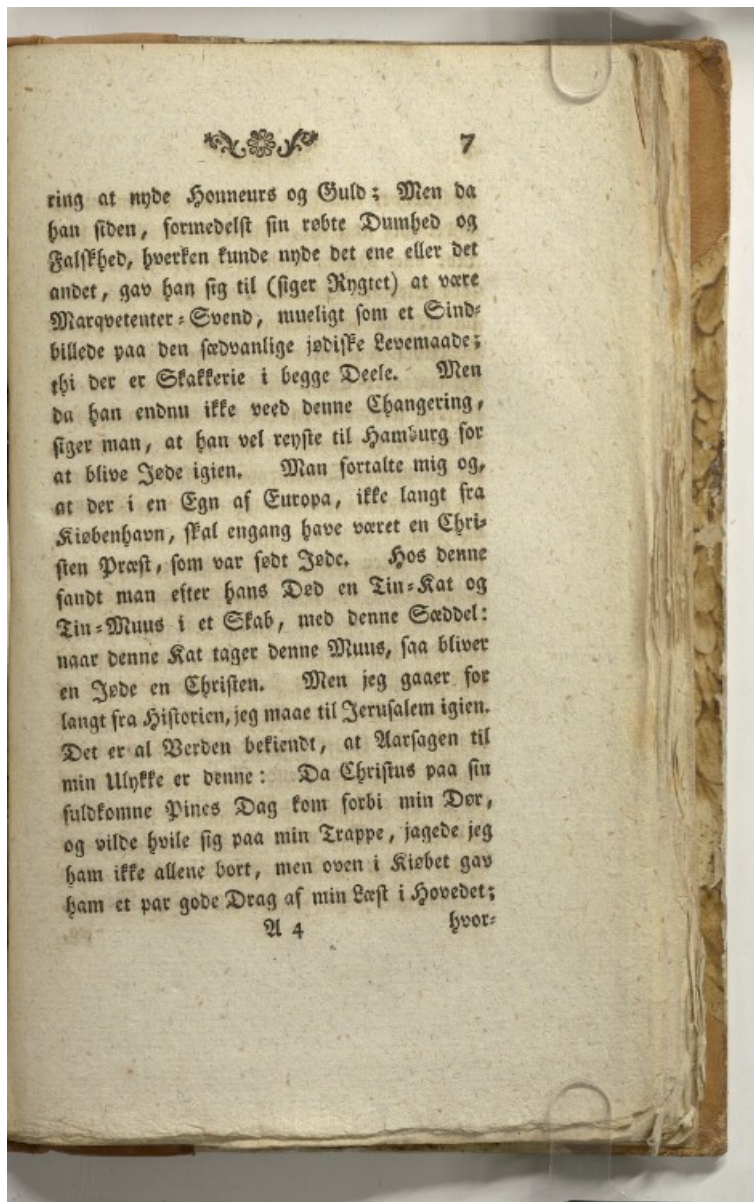 7
ring at nyde Honneurs og Guld; Men da
han siden, formedelst sin røbte Dumhed og
Falskhed, hverken kunde nyde det ene eller det
andet, gav han sig til (siger Rygtet) at være
Marqvetenter-Svend, mueligt som et Sind-
billede paa den sædvanlige jødiske Levemaade;
thi der er Skakkerie i begge Deele. Men
da han endnu ikke veed denne Changering,
siger man, at han vel reyste til Hamburg for
at blive Jøde igien. Man fortalte mig og,
at der i en Egn af Europa, ikke langt fra
Kiøbenhavn, skal engang have været en Chri-
sten Præst, som var født Jøde. Hos denne
fandt man efter hans Død en Tin-Kat og
Tin-Muus i et Skab, med denne Sæddel:
naar denne Kat tager denne Muus, saa bliver
en Jøde en Christen. Men jeg gaaer for
langt fra Historien, jeg maae til Jerusalem igien.
Det er al Verden bekiendt, at Aarsagen til
min Ulykke er denne: Da Christus paa sin
fuldkomne Pines Dag kom forbi min Dør,
og vilde hvile sig paa min Trappe, jagede jeg
ham ikke allene bort, men oven i Kiøbet gav
ham et par gode Drag af min Læst i Hovedet;
A 4 hvor-